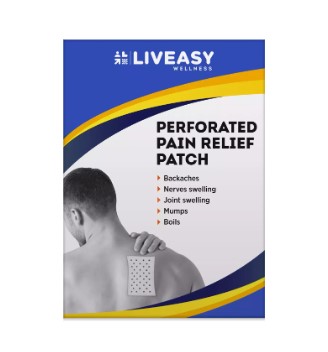 LIVEASY
WELLNESS
PERFORATED
PAIN RELIEF
PATCH
Backaches
Nerves swelling
Joint swelling
Mumps
Boils